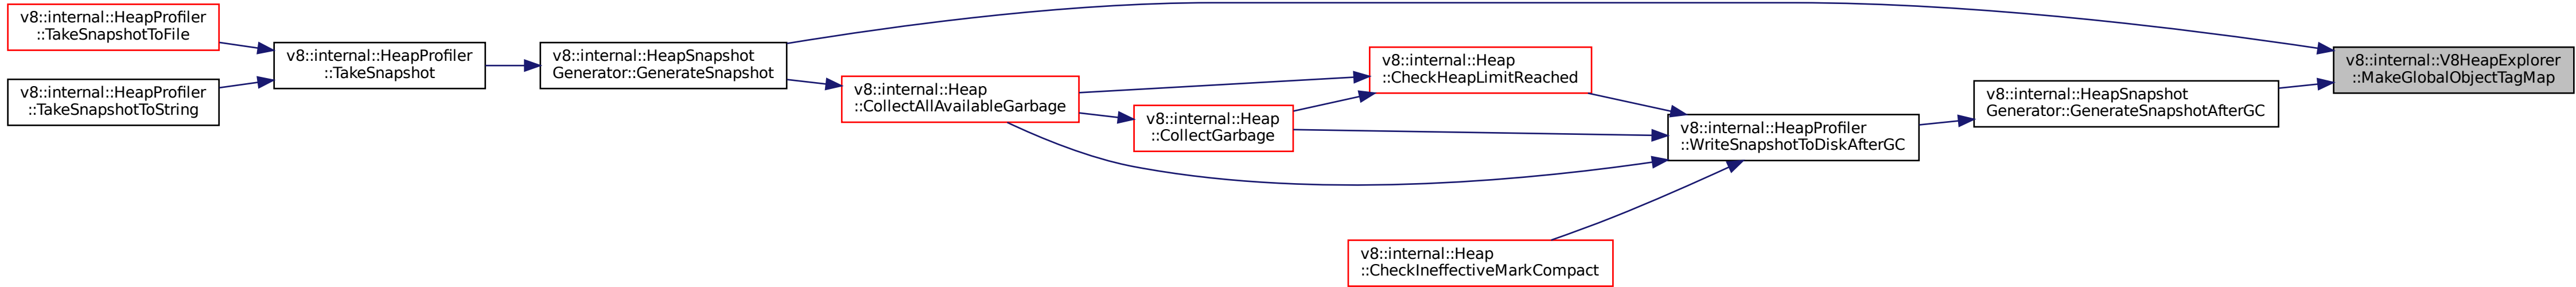 v8::internal::HeapProfiler
::TakeSnapshotToFile
v8::internal::HeapProfiler
::TakeSnapshotToString
v8::internal::HeapProfiler
::TakeSnapshot
v8::internal::HeapSnapshot
Generator::GenerateSnapshot
v8::internal::Heap
::CollectAllAvailableGarbage
v8::internal::Heap
::CollectGarbage
v8::internal::Heap
::CheckHeapLimitReached
v8::internal::Heap
::CheckIneffectiveMarkCompact
v8::internal::HeapProfiler
::WriteSnapshotToDiskAfterGC
v8::internal::HeapSnapshot
Generator::GenerateSnapshotAfterGC
v8::internal::V8HeapExplorer
::MakeGlobalObjectTagMap